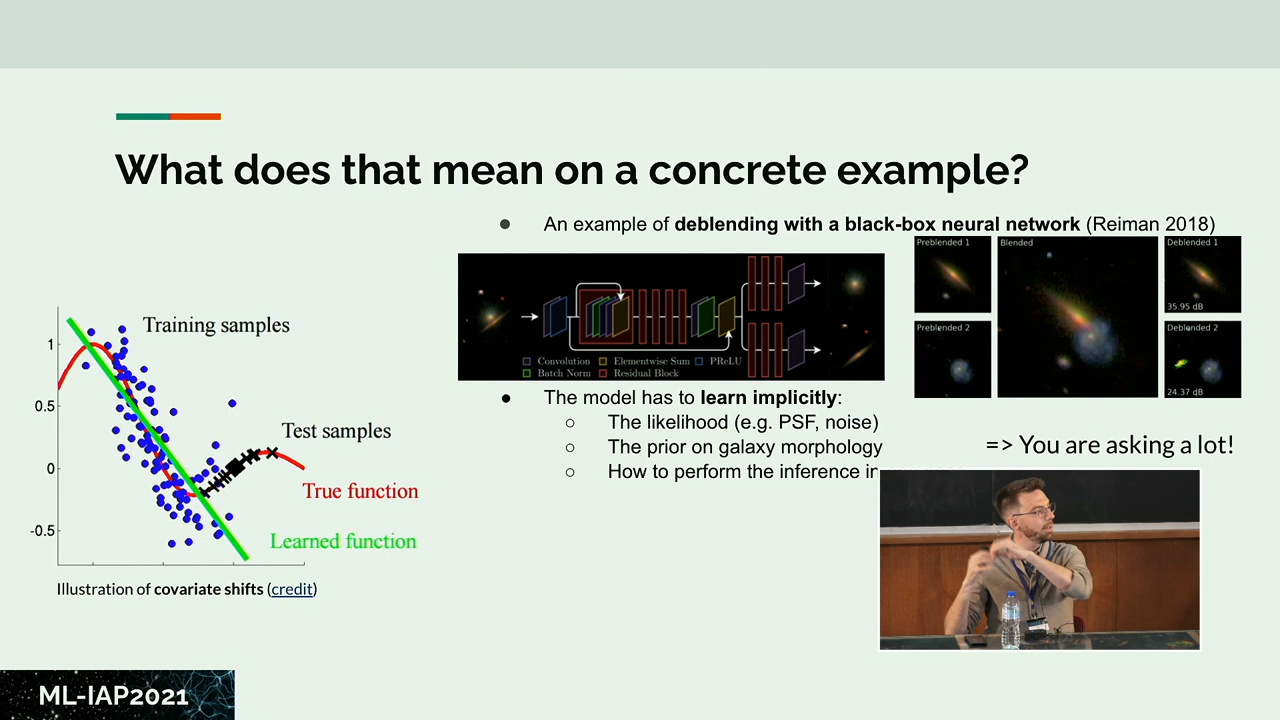 What does that mean on a concrete example?
An example of deblending with a black-box neural network (Reiman 2018)
Convolution Elementwise Sum PReLU
Batch Norm Residual Block
Preblended 1
Blended
Deblended 1
35.95 dB
Preblended 2
Deblended 2
24.37 dB
Training samples
1
0.5
0
-0.5
Test samples
True function
Learned function
Illustration of covariate shifts (credit)
The model has to learn implicitly:
The likelihood (e.g. PSF, noise)
The prior on galaxy morphology
How to perform the inference in
=> You are asking a lot!
ML-IAP2021